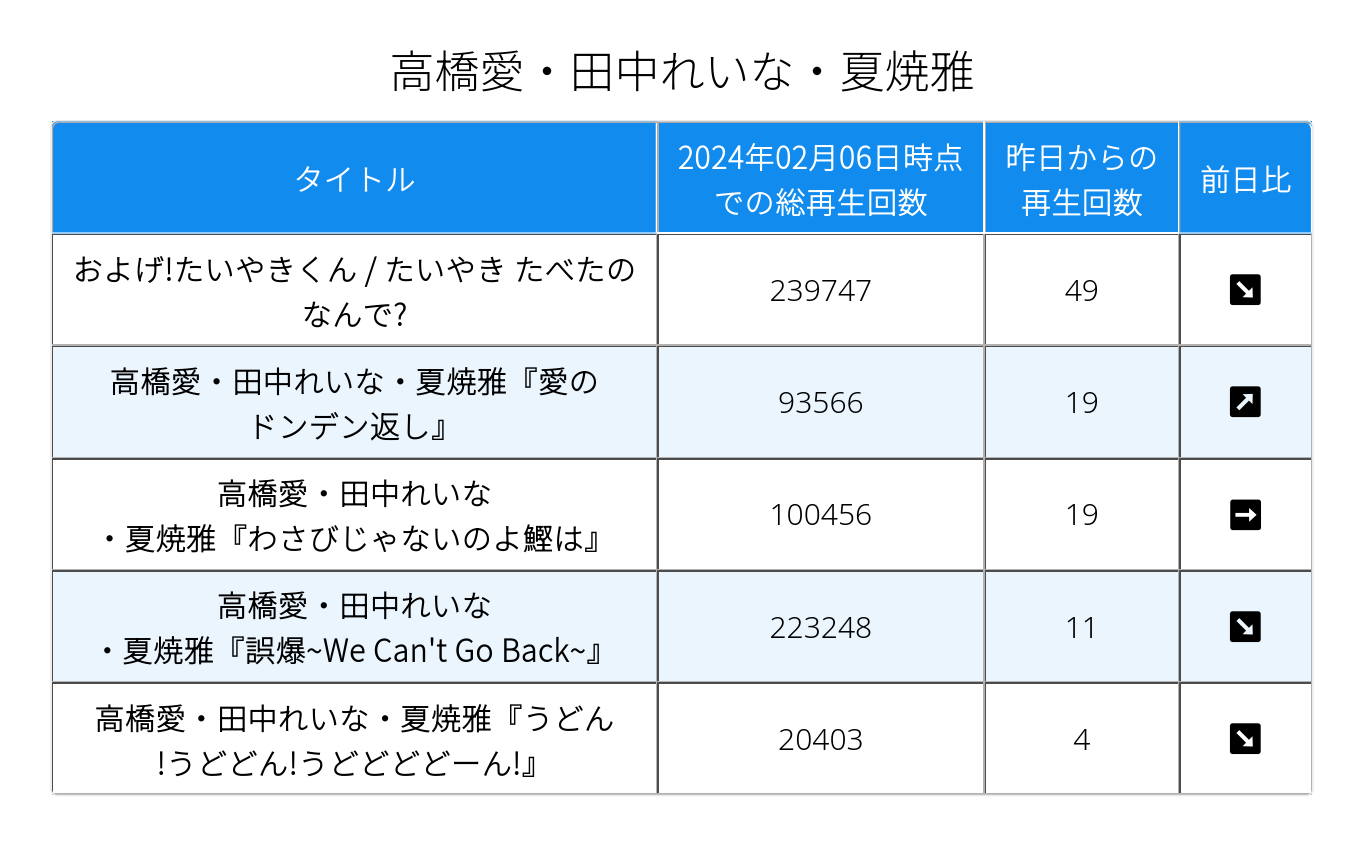 高橋愛・田中れいな・夏焼雅
タイトル
2024年02月06日時点
での総再生回数
昨日からの
再生回数
前日比
およげ!たいやきくん / たいやき たべたの
なんで?
239747
49
↘
高橋愛・田中れいな・夏焼雅『愛の
ドンデン返し』
93566
19
↗
高橋愛・田中れいな
・夏焼雅『わさびじゃないのよ鰹は』
100456
19
→
高橋愛・田中れいな
・夏焼雅『誤爆~We Can't Go Back~』
223248
11
↘
高橋愛・田中れいな・夏焼雅『うどん
!うどどん!うどどどどーん!』
20403
4
↘